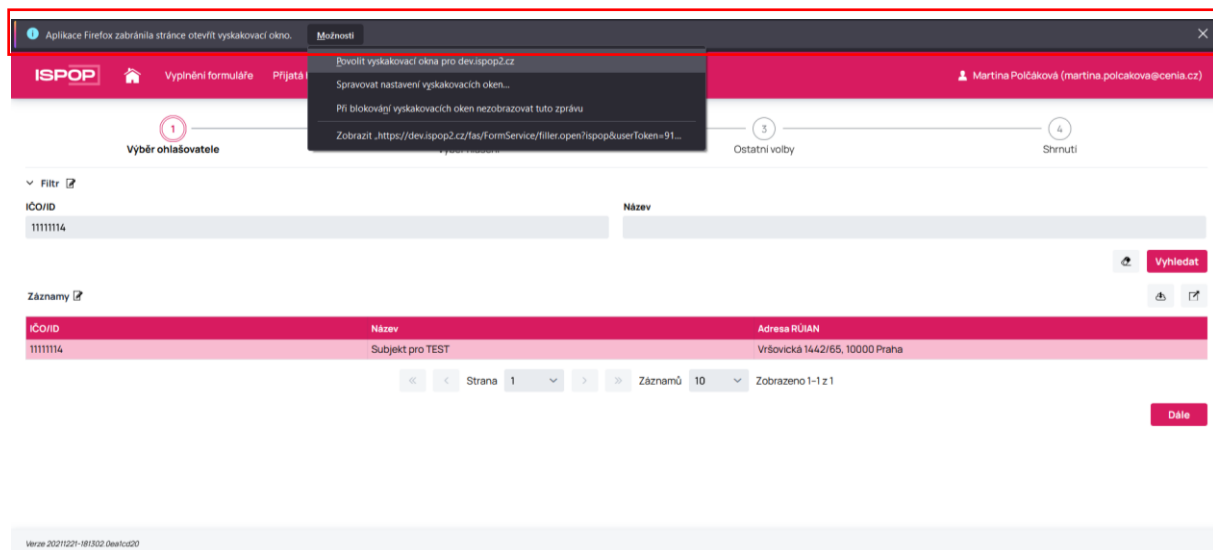 Aplikace Firefox zabránila stránce otevřít vyskakovací okno. Možnosti
Povolit vyskakovací okna pro dev.ispop2.cz
Spravovat nastavení vyskakovacích oken...
Při blokování vyskakovacích oken nezobrazovat tuto zprávu
Zobrazit „https://dev.ispop2.cz/fas/FormService/filler.open?ispop&userToken=91...
ISPOP Vyplnění formuláře Přijatá Martina Polčáková (martina.polcakova@cenia.cz)
1 3 4
Výběr ohlašovatele Ostatní volby Shrnutí
Filtr
IČO/ID Název
11111114
Vyhledat
Záznamy
IČO/ID Název Adresa RÚIAN
11111114 Subjekt pro TEST Vršovická 1442/65, 10000 Praha
« < Strana 1 > » Záznamů 10 Zobrazeno 1-1 z 1
Dále
Verze 20211221-181302.0ea1cd20